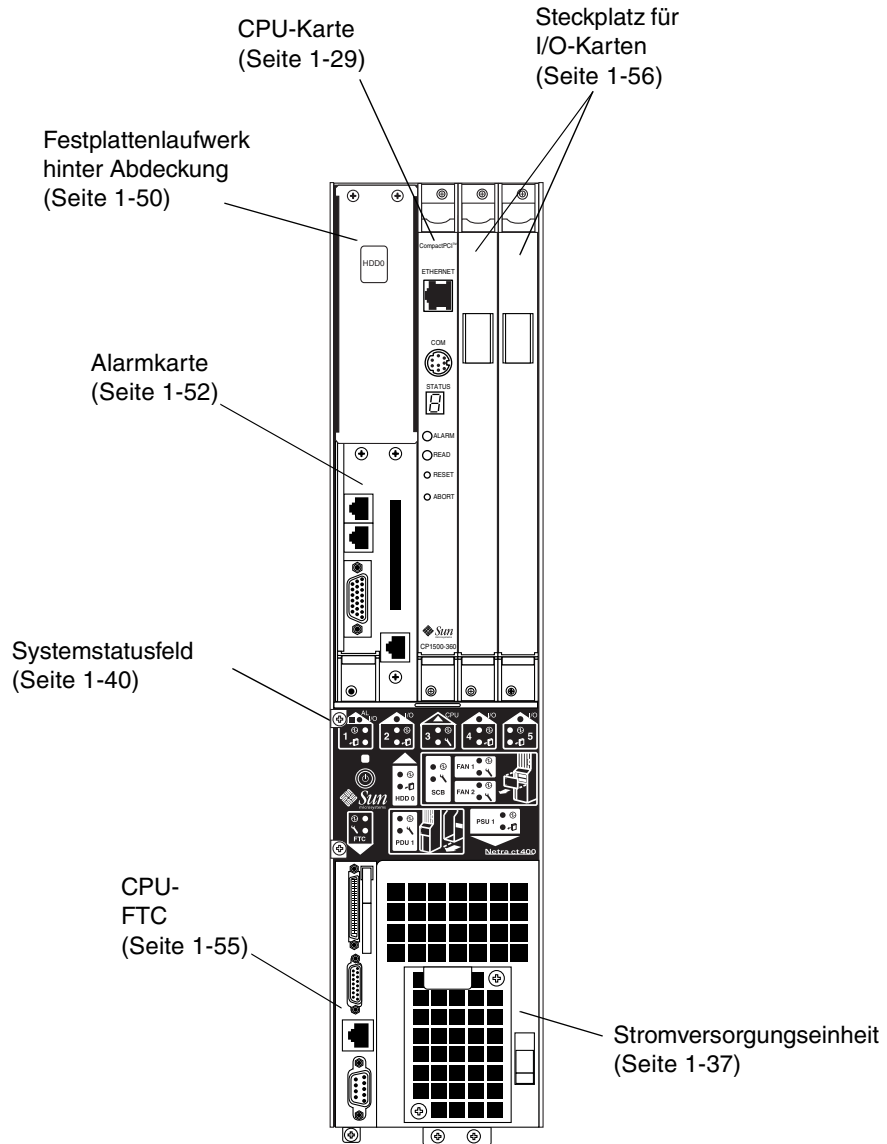 CPU-Karte
(Seite 1-29)
Steckplatz für
I/O-Karten
(Seite 1-56)
Festplattenlaufwerk
hinter Abdeckung
(Seite 1-50)
HDD0
CompactPCI™
ETHERNET
COM
STATUS
Alarmkarte
(Seite 1-52)
ALARM
READ
RESET
ABORT
Sun
microsystems
CP1500-360
Systemstatusfeld
(Seite 1-40)
AL
I/O
I/O
CPU
I/O
I/O
1
2
3
4
5
Sun
microsystems
HDD 0
SCB
FAN 1
FAN 2
FTC
PDU 1
PSU 1
Netra ct400
CPU-
FTC
(Seite 1-55)
Stromversorgungseinheit
(Seite 1-37)